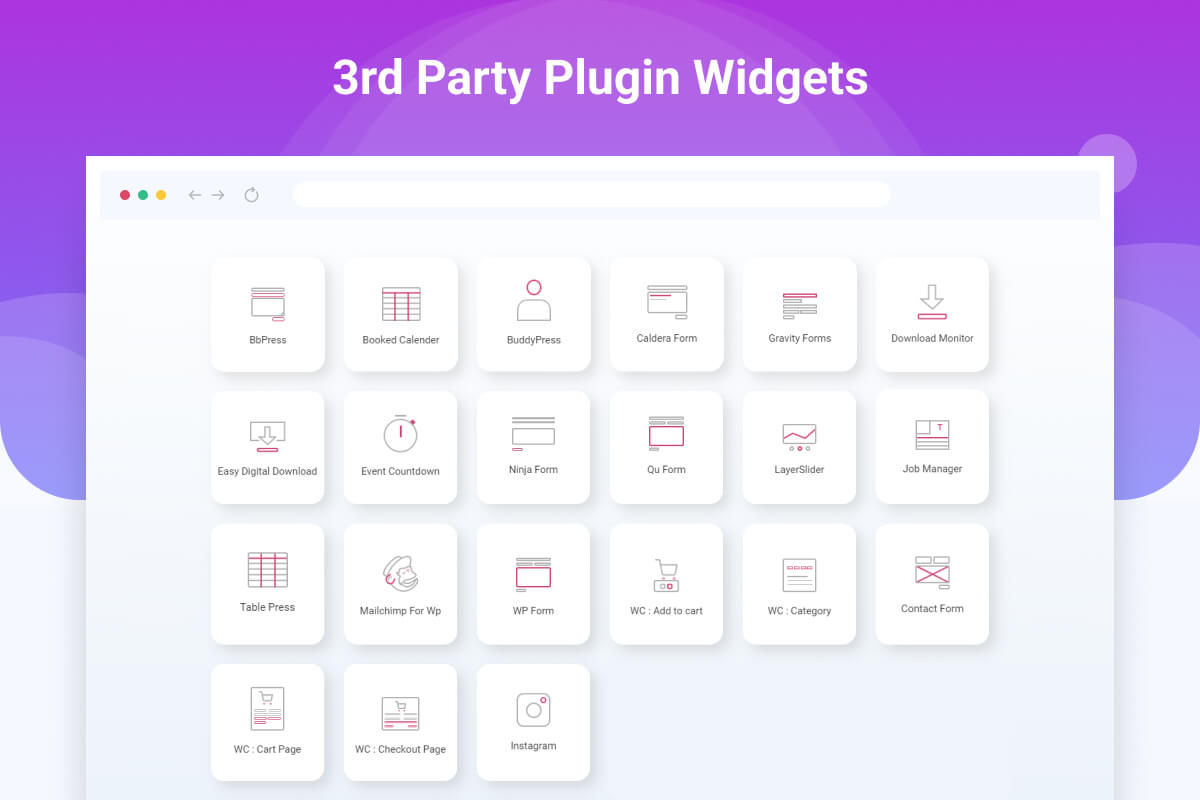 3rd Party Plugin Widgets
BbPress
Booked Calender
BuddyPress
Caldera Form
Gravity Forms
Download Monitor
Easy Digital Download
Event Countdown
Ninja Form
Qu Form
LayerSlider
T
Job Manager
Table Press
Mailchimp For Wp
WP Form
WC : Add to cart
WC : Category
Contact Form
WC : Cart Page
WC : Checkout Page
Instagram